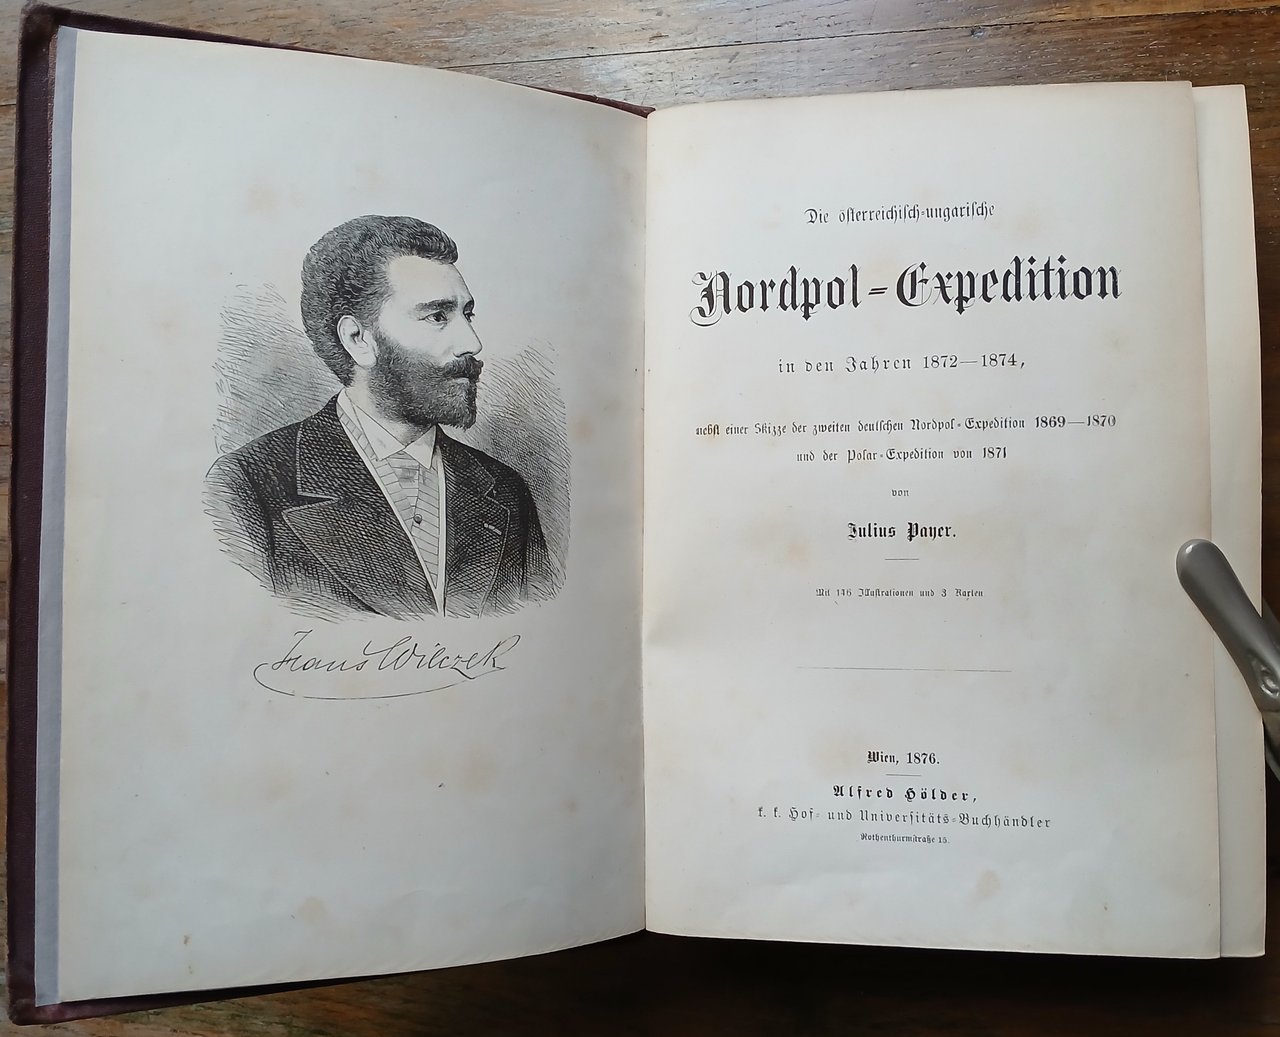 Hans Wilczek
Die österreichisch-ungarische
Nordpol-Expedition
in den Jahren 1872—1874,
nebst einer Skizze der zweiten deutschen Nordpol-Expedition 1869—1870
und der Polar-Expedition von 1871
von
Julius Payer.
Mit 146 Illustrationen und 3 Karten
Wien, 1876.
Alfred Hölder,
k. k. Hof- und Universitäts-Buchhändler
Rothenthurmstraße 15.